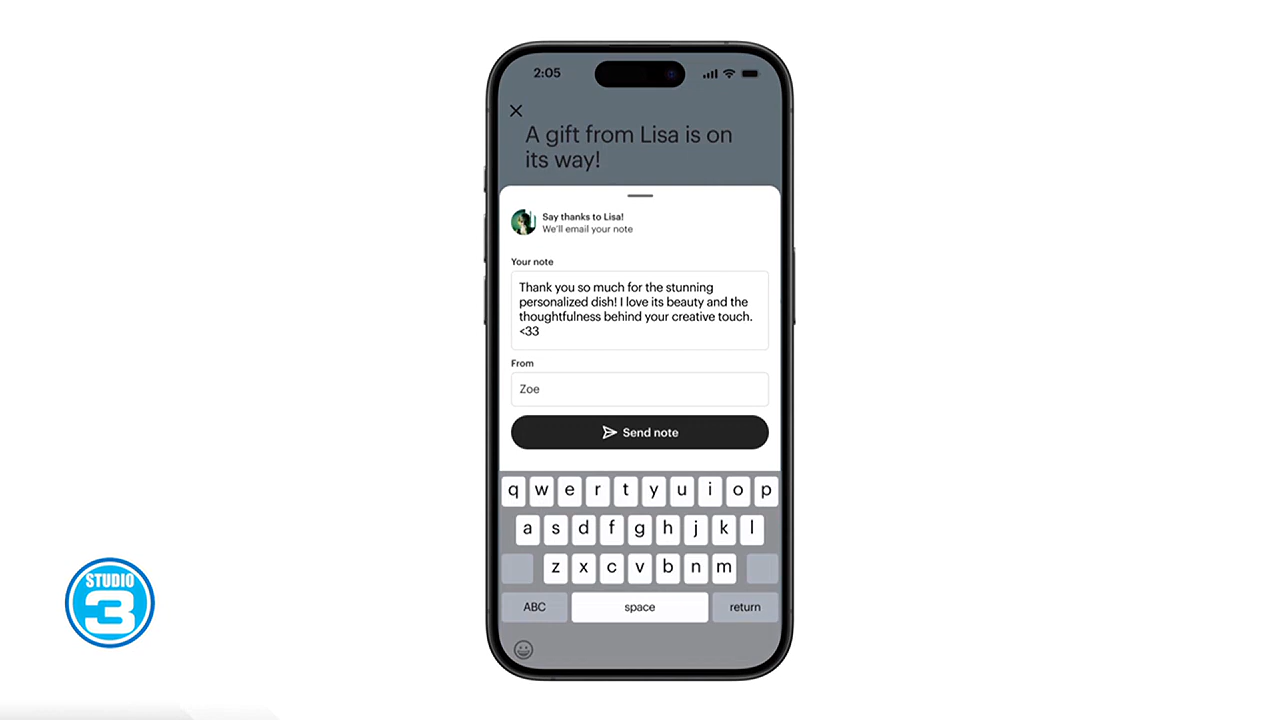 2:05
A gift from Lisa is on
its way!
Say thanks to Lisa!
We'll email your note
Your note
Thank you so much for the stunning
personalized dish! I love its beauty and the
thoughtfulness behind your creative touch.
<33
From
Zoe
Send note
q w e r t y u i o p
a s d f g h j k l
z x c v b n m
ABC space return
STUDIO
3